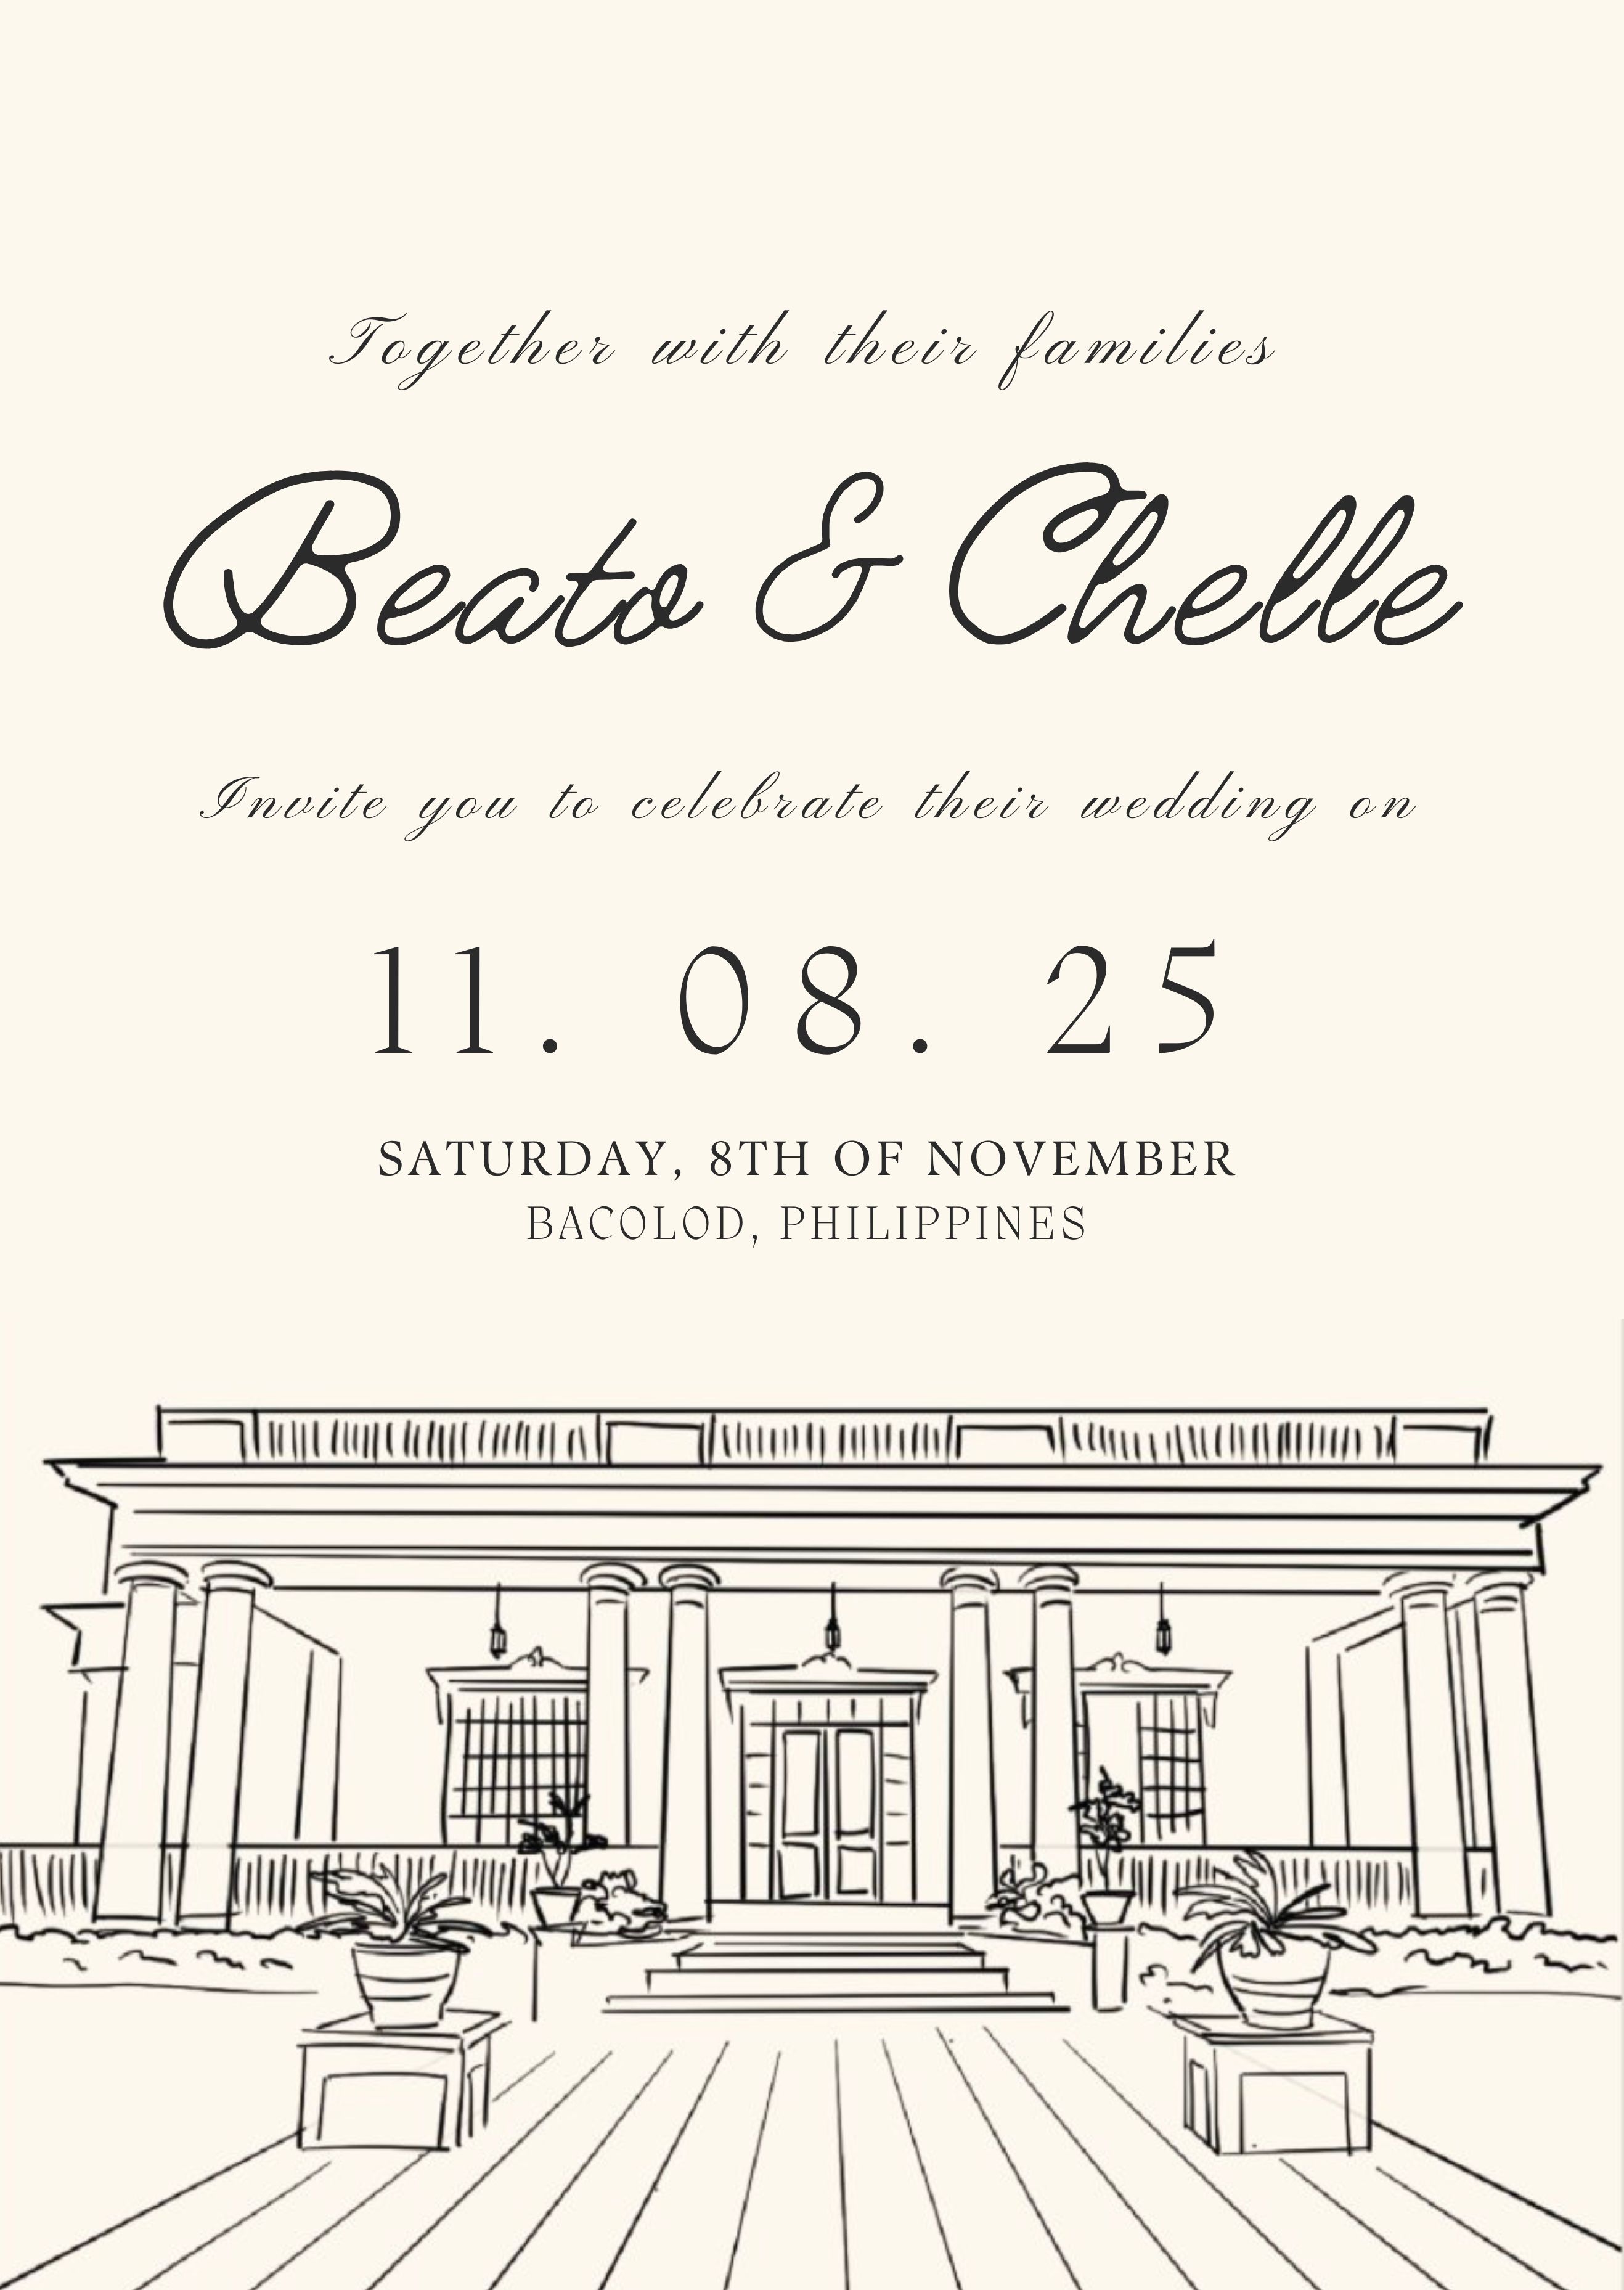 Together with their families
Beato & Chelle
Invite you to celebrate their wedding on
11. 08. 25
SATURDAY, 8TH OF NOVEMBER
BACOLOD, PHILIPPINES